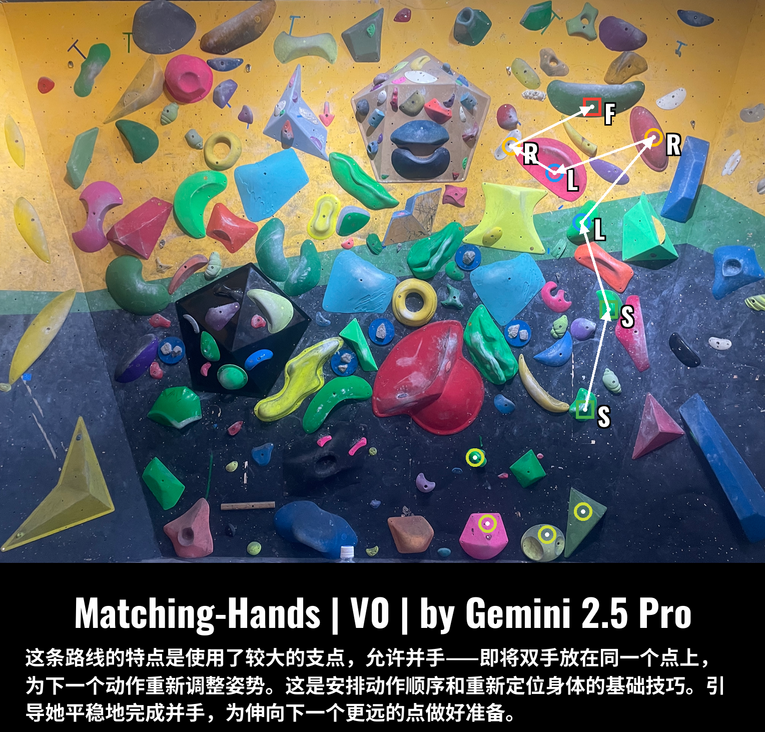 F
R
R
L
L
S
S
Matching-Hands | V0 | by Gemini 2.5 Pro
这条路线的特点是使用了较大的支点，允许并手——即将双手放在同一个点上，
为下一个动作重新调整姿势。这是安排动作顺序和重新定位身体的基础技巧。引
导她平稳地完成并手，为伸向下一个更远的点做好准备。